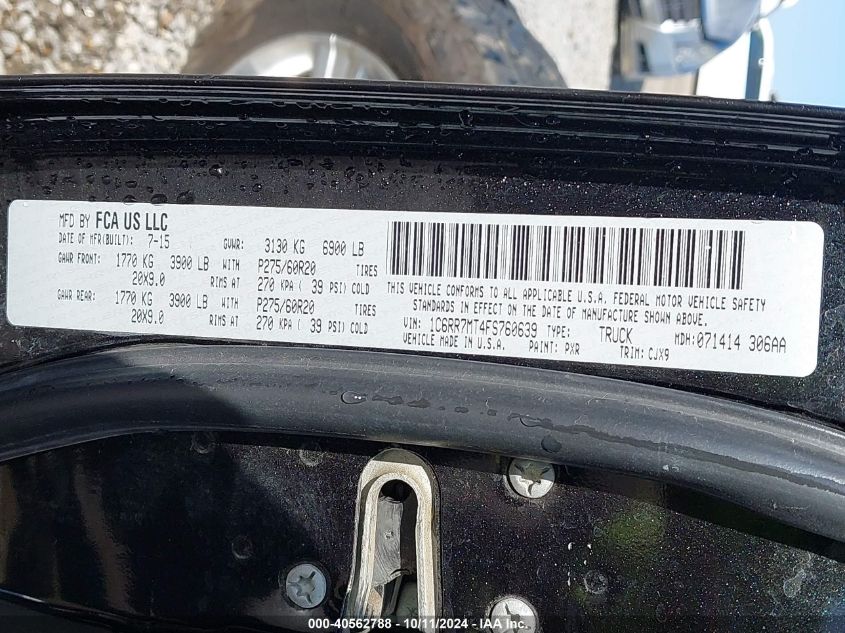 MFD BY FCA US LLC
DATE OF MFR(BUILT): 7-15 GVWR: 3130 KG 6900 LB
GAWR FRONT: 1770 KG 3900 LB WITH P275/60R20 TIRES
20X9.0 RIMS AT 270 KPA ( 39 PSI) COLD
GAWR REAR: 1770 KG 3900 LB WITH P275/60R20 TIRES
20X9.0 RIMS AT 270 KPA ( 39 PSI) COLD
THIS VEHICLE CONFORMS TO ALL APPLICABLE U.S.A. FEDERAL MOTOR VEHICLE SAFETY
STANDARDS IN EFFECT ON THE DATE OF MANUFACTURE SHOWN ABOVE.
VIN: 1C6RR7MT4FS760639 TYPE: TRUCK MDH: 071414 306AA
VEHICLE MADE IN U.S.A. PAINT: PXR TRIM: CJX9
000-40562788 - 10/11/2024 - IAA Inc.